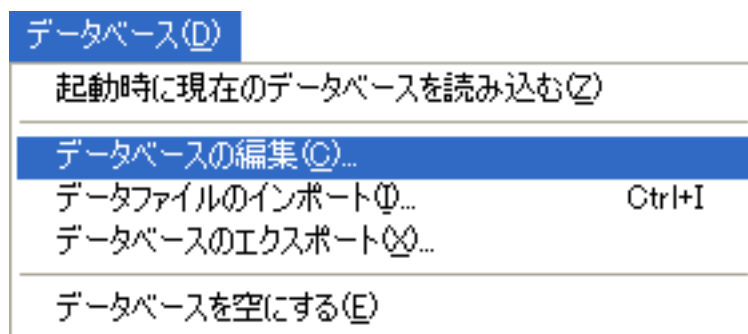 データベース(D)
起動時に現在のデータベースを読み込む(Z)
データベースの編集(C)...
データファイルのインポート(I)... Ctrl+I
データベースのエクスポート(X)...
データベースを空にする(E)